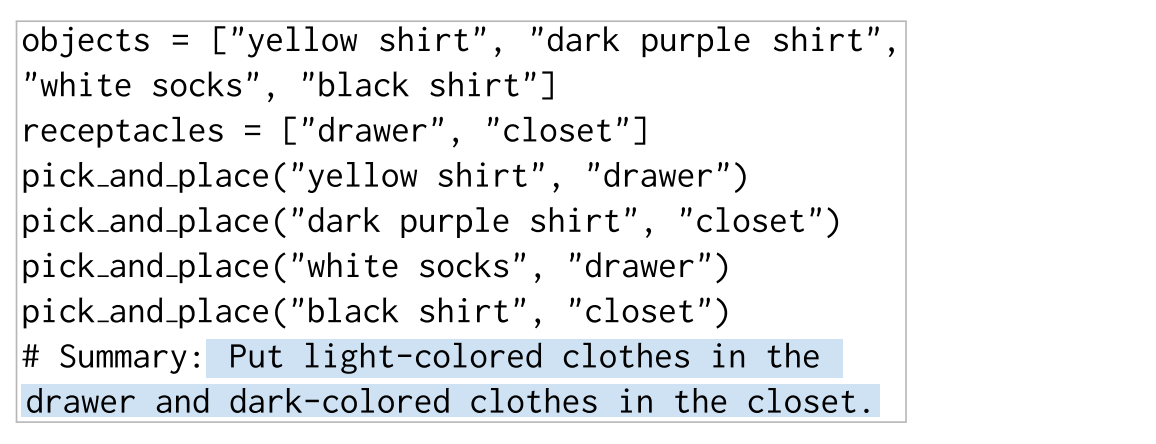 objects = ["yellow shirt", "dark purple shirt",
"white socks", "black shirt"]
receptacles = ["drawer", "closet"]
pick_and_place("yellow shirt", "drawer")
pick_and_place("dark purple shirt", "closet")
pick_and_place("white socks", "drawer")
pick_and_place("black shirt", "closet")
# Summary: Put light-colored clothes in the
drawer and dark-colored clothes in the closet.